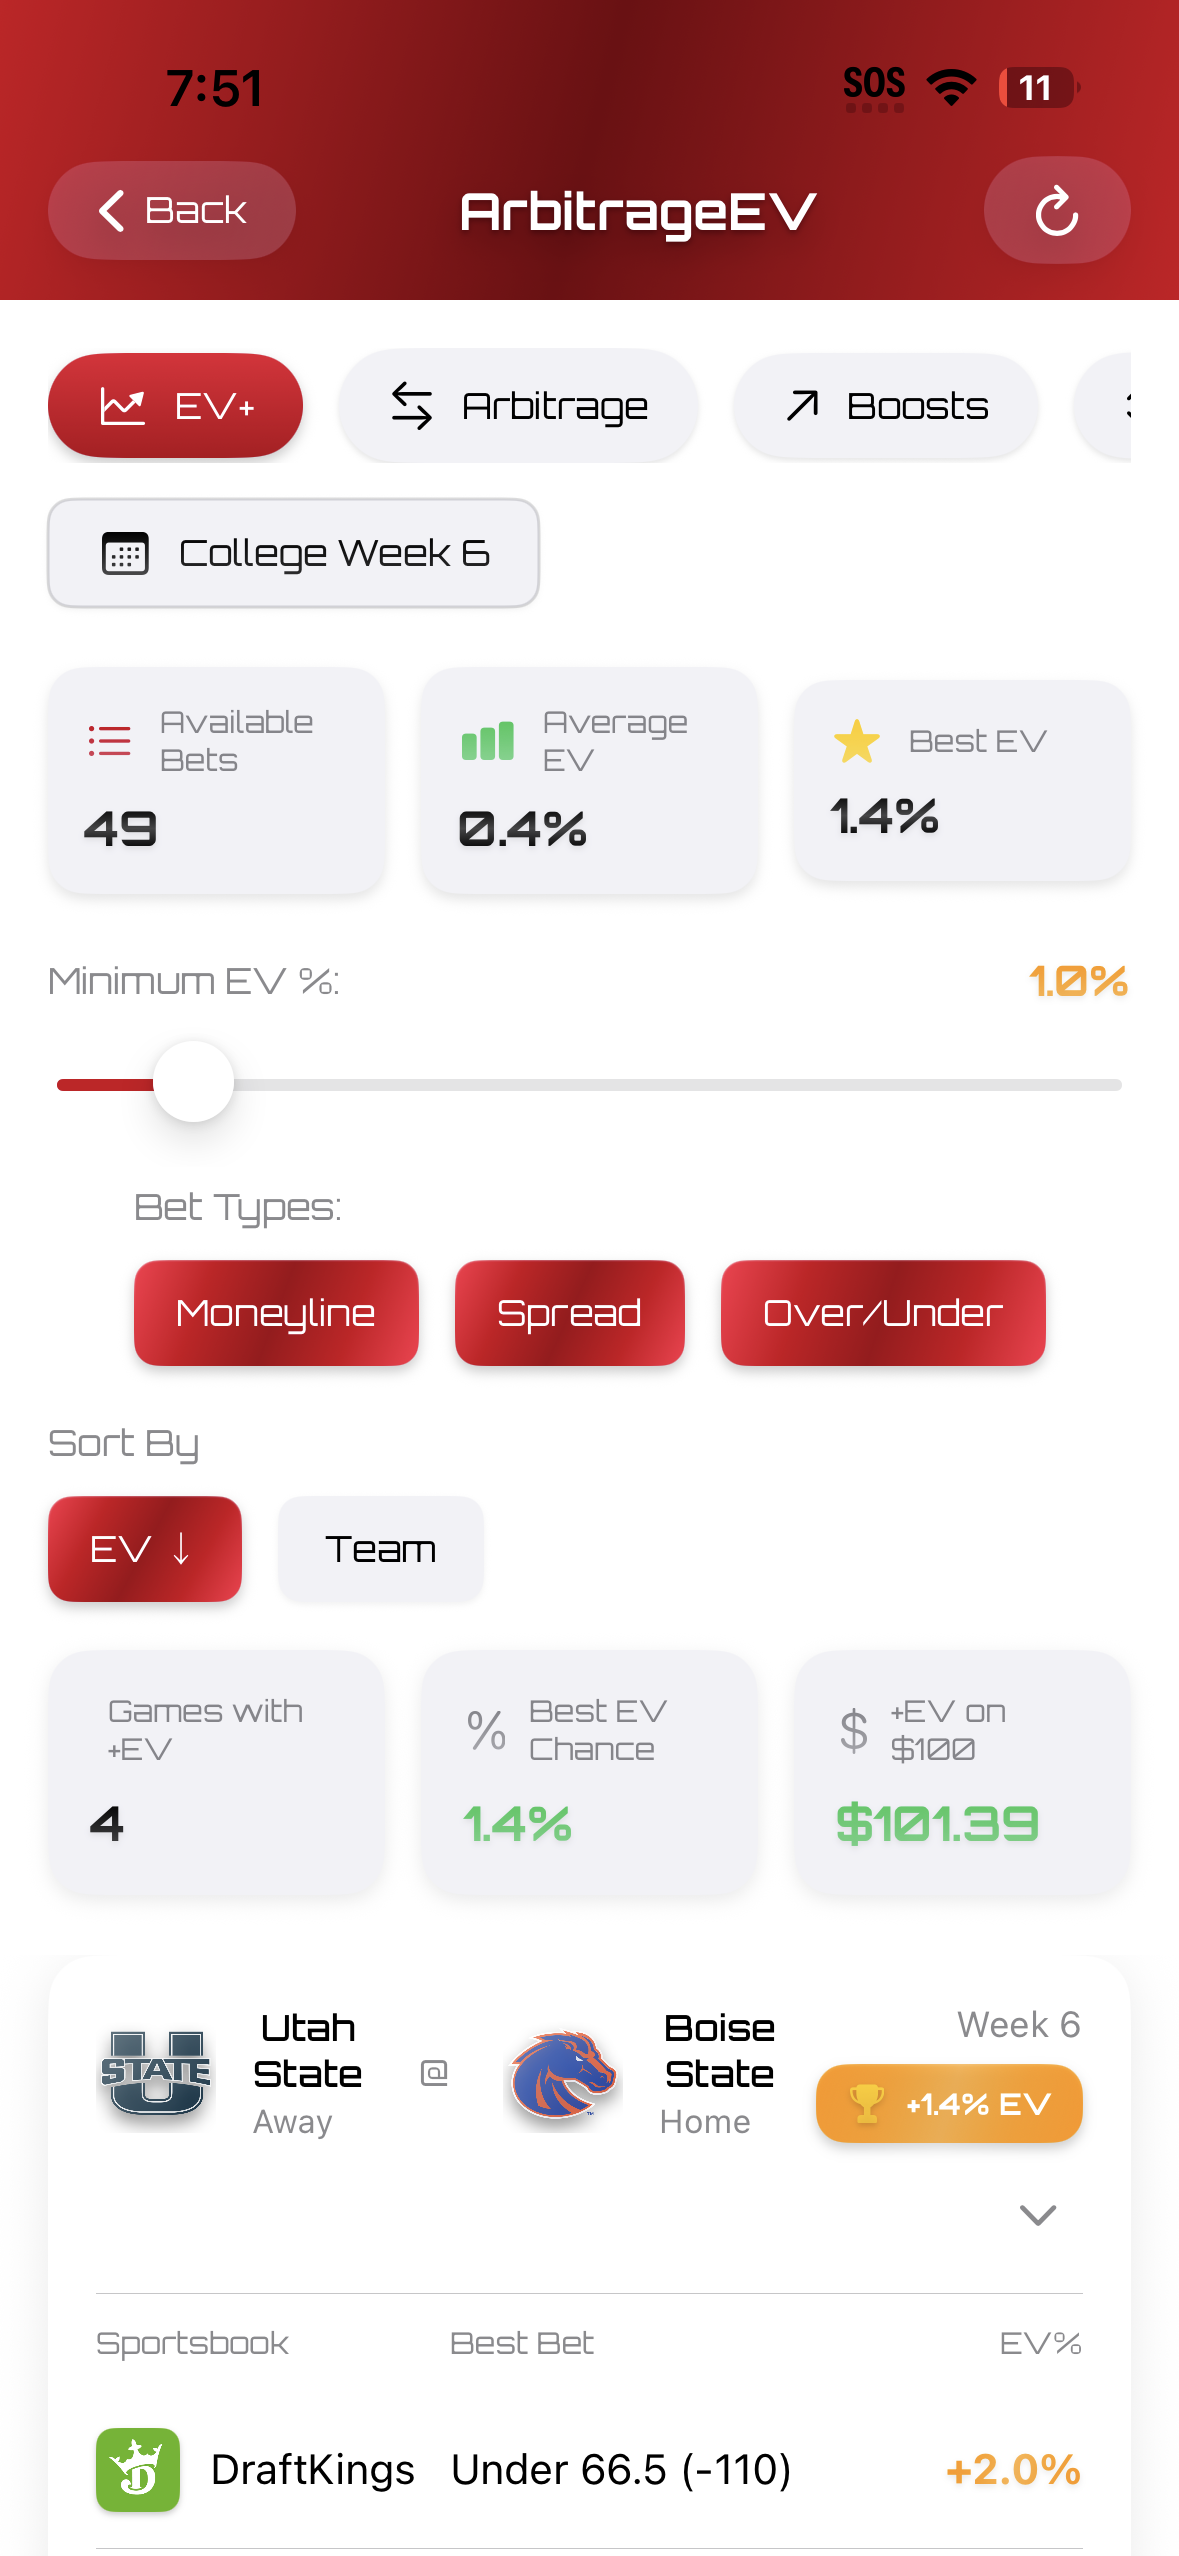 7:51
SOS
11
Back
ArbitrageEV
EV+
Arbitrage
Boosts
College Week 6
Available
Bets
49
Average
EV
0.4%
Best EV
1.4%
Minimum EV %:
1.0%
Bet Types:
Moneyline
Spread
Over/Under
Sort By
EV ↓
Team
Games with
+EV
4
% Best EV
Chance
1.4%
$ +EV on
$100
$101.39
STATE
Utah
State
Away
@
Boise
State
Home
Week 6
+1.4% EV
Sportsbook
Best Bet
EV%
DraftKings
Under 66.5 (-110)
+2.0%